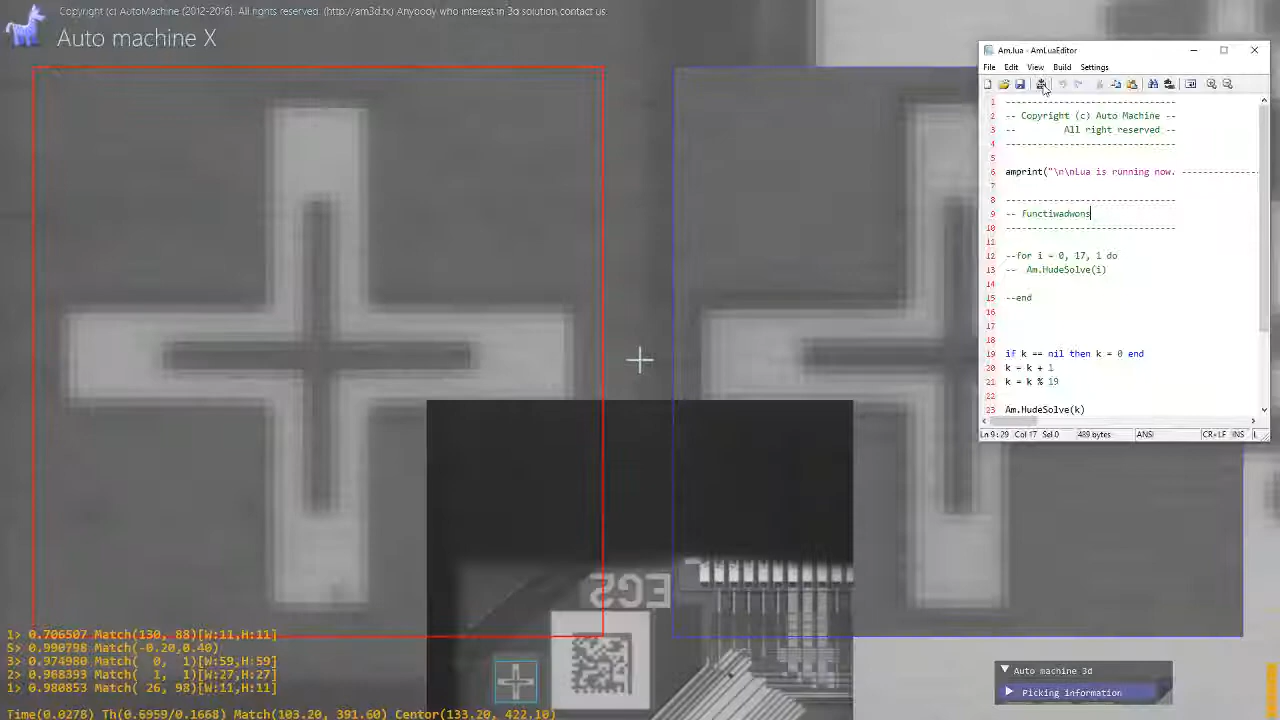 Copyright (c) AutoMachine (2012-2016). All rights reserved. (http://am3d.tk) Anybody who interest in 3d solution contact us.
Auto machine X
Am.lua - AmLuaEditor
File Edit View Build Settings
1 ------------------------------------
2 -- Copyright (c) Auto Machine --
3 -- All right reserved --
4 ------------------------------------
5
6 amprint("\n\nLua is running now. ----------------
7
8 ------------------------------------
9 -- Functiwadwons
10 ------------------------------------
11
12 --for i = 0, 17, 1 do
13 -- Am.HudeSolve(i)
14
15 --end
16
17
18
19 if k == nil then k = 0 end
20 k = k + 1
21 k = k % 19
23 Am.HudeSolve(k)
Ln 9:29 Col 17 Sel 0 489 bytes ANSI CR+LF INS L
EGS
1> 0.706507 Match(130, 88)[W:11,H:11]
S> 0.990798 Match(-0.20,0.40)
3> 0.974980 Match( 0, 1)[W:59,H:59]
2> 0.968393 Match( 1, 1)[W:27,H:27]
1> 0.980853 Match( 26, 98)[W:11,H:11]
Time(0.0278) Th(0.6959/0.1668) Match(103.20, 391.60) Centor(133.20, 422.10)
Auto machine 3d
Picking information